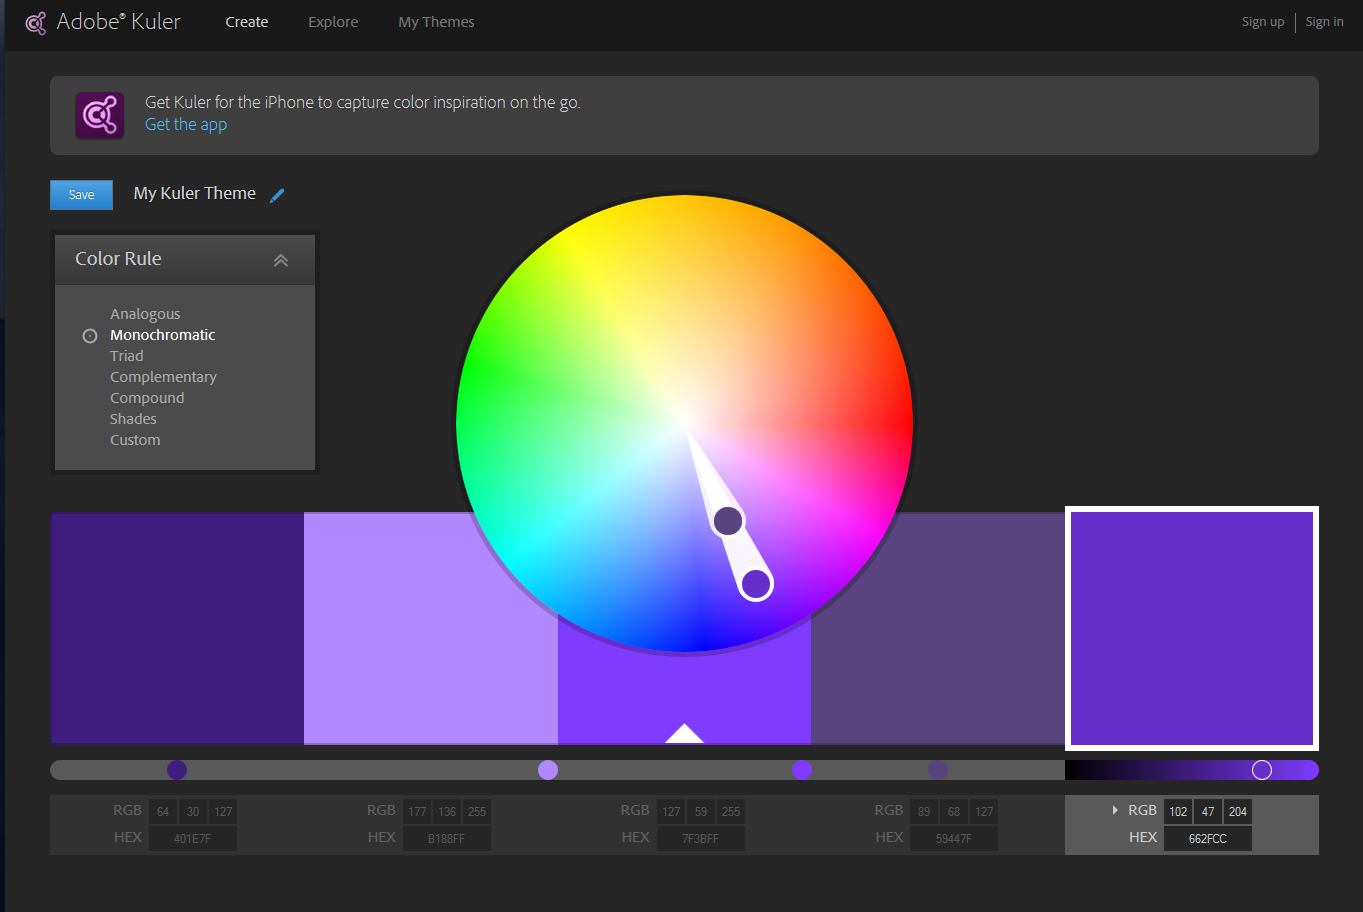 Adobe® Kuler Create Explore My Themes Sign up Sign in
Get Kuler for the iPhone to capture color inspiration on the go.
Get the app
Save My Kuler Theme
Color Rule
Analogous
Monochromatic
Triad
Complementary
Compound
Shades
Custom
RGB 64 30 127 RGB 177 136 255 RGB 127 59 255 RGB 89 68 127 RGB 102 47 204
HEX 401E7F HEX B188FF HEX 7F3BFF HEX 59447F HEX 662FCC